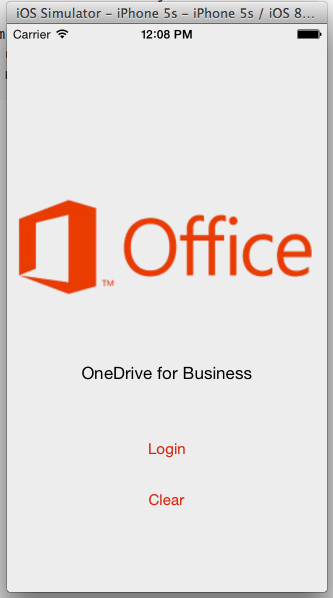 iOS Simulator - iPhone 5s - iPhone 5s / iOS 8...
Carrier 12:08 PM
Office
TM
OneDrive for Business
Login
Clear